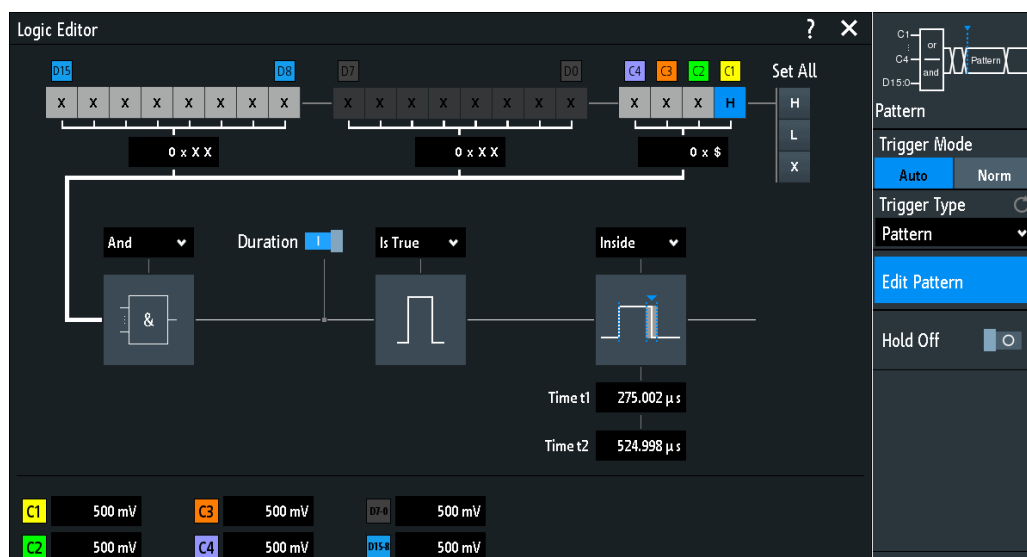 Logic Editor ? X
C1
C4
D15:0
or
and
Pattern
Pattern
D15 D8 D7 D0 C4 C3 C2 C1 Set All
X X X X X X X X X X X X X X X X X X X H H
L
X
0 x X X 0 x X X 0 x $
Trigger Mode
Auto Norm
Trigger Type
Pattern
And Duration I Is True Inside
Edit Pattern
&
Hold Off O
Time t1 275.002 µs
Time t2 524.998 µs
C1 500 mV C3 500 mV D7-0 500 mV
C2 500 mV C4 500 mV D15-8 500 mV